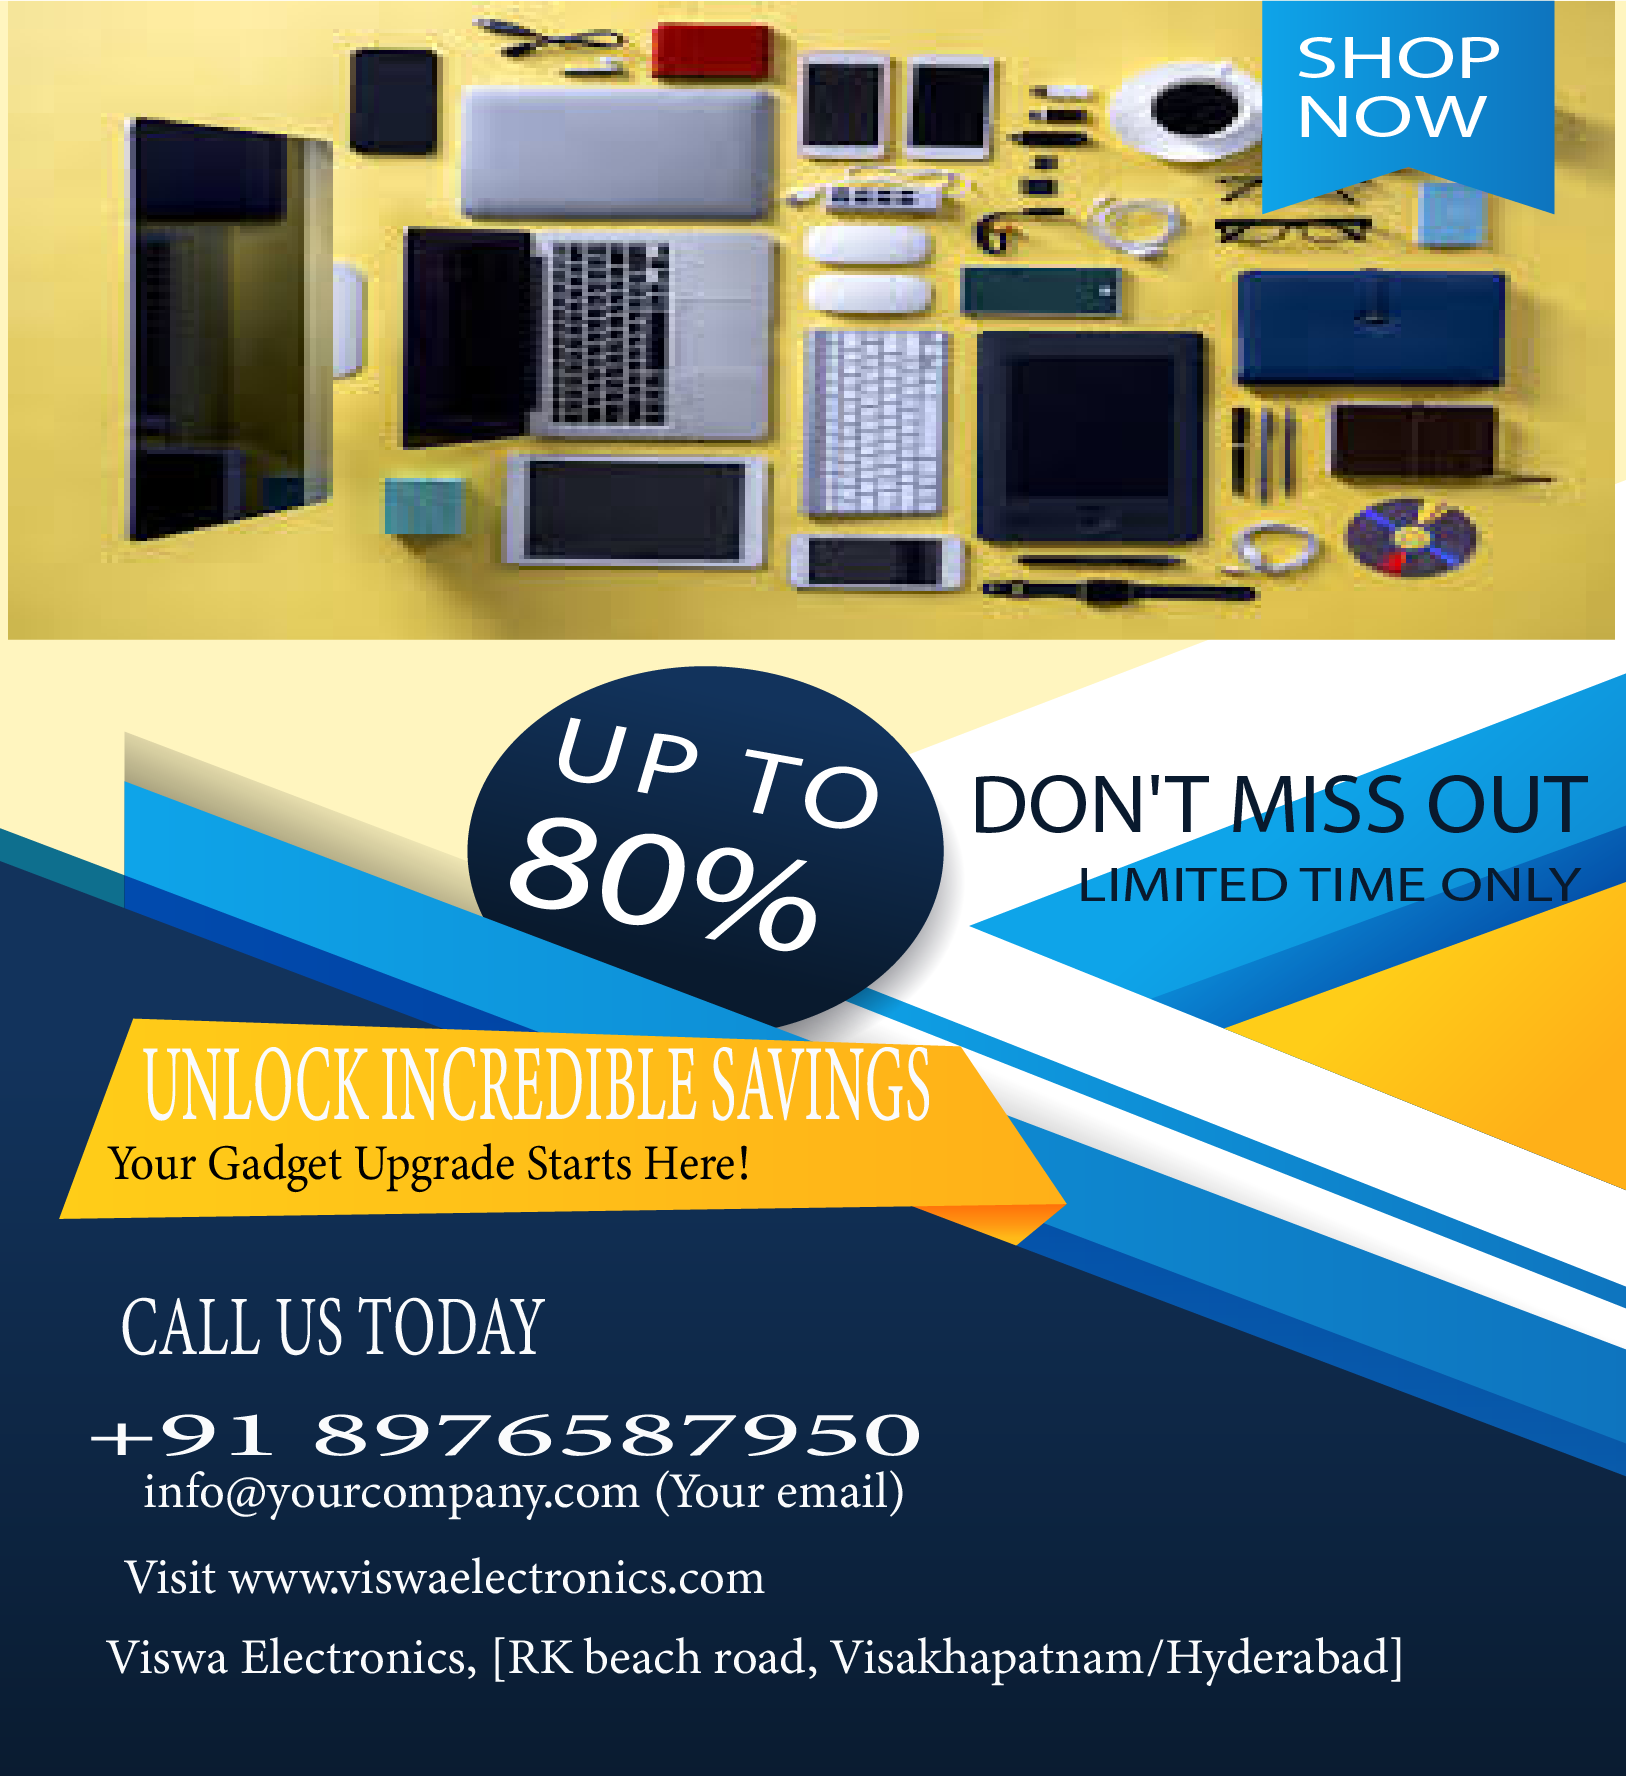 SHOP
NOW
UP TO
80%
DON'T MISS OUT
LIMITED TIME ONLY
UNLOCK INCREDIBLE SAVINGS
Your Gadget Upgrade Starts Here!
CALL US TODAY
+91 8976587950
info@yourcompany.com (Your email)
Visit www.viswaelectronics.com
Viswa Electronics, [RK beach road, Visakhapatnam/Hyderabad]